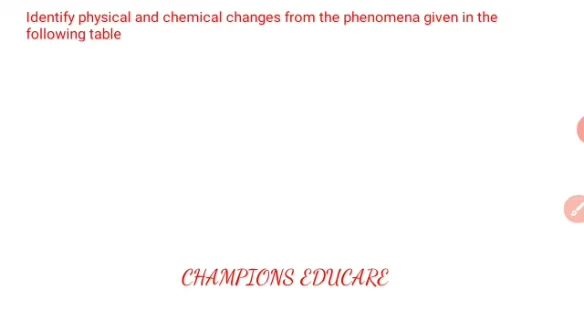 Identify physical and chemical changes from the phenomena given in the
following table
CHAMPIONS EDUCARE